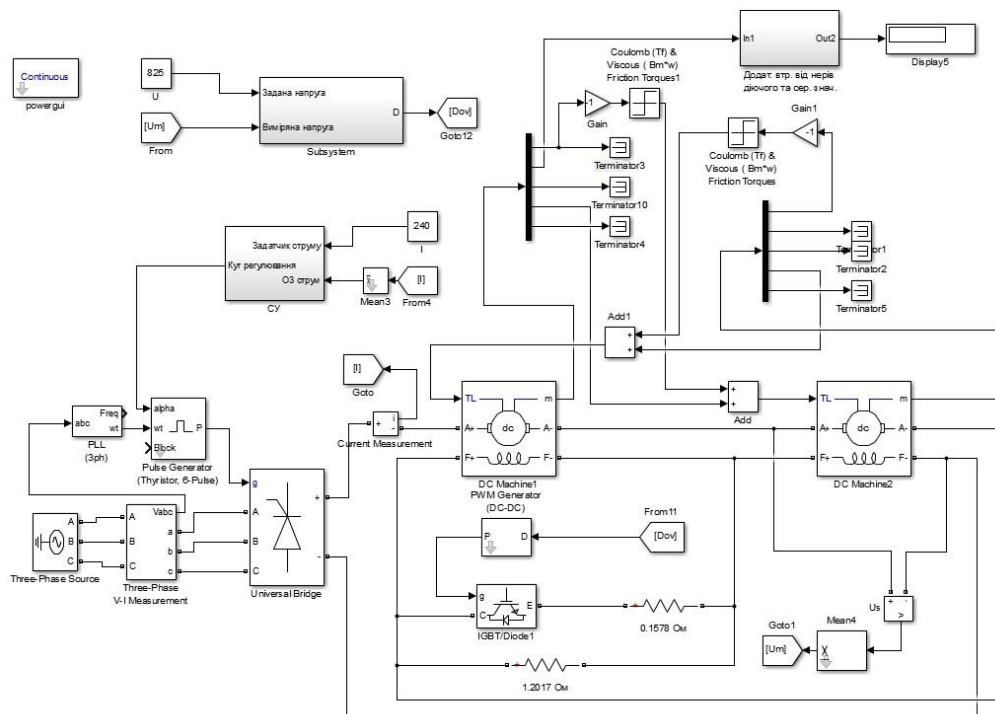 Continuous
powergui
825
U
[Um]
From
Задана напруга
Виміряна напруга
D
Subsystem
[Dov]
Goto12
Coulomb (Tf) &
Viscous ( Bm*w)
Friction Torques1
-1
Gain
Terminator3
Terminator10
Terminator4
In1
Out2
Додат. втр. від нерів
діючого та сер. знач.
Display5
Gain1
-1
Coulomb (Tf) &
Viscous ( Bm*w)
Friction Torques
Terminator1
Terminator2
Terminator5
240
I
Задатчик струму
Кут регулювання
ОЗ струм
СУ
Mean3
[I]
From4
Add1
+
+
[I]
Goto
+
i
-
Current Measurement
TL
m
dc
A+
A-
F+
F-
DC Machine1
PWM Generator
(DC-DC)
+
+
Add
TL
m
dc
A+
A-
F+
F-
DC Machine2
abc
Freq
wt
PLL
(3ph)
alpha
wt
P
Block
Pulse Generator
(Thyristor, 6-Pulse)
g
A
B
C
+
-
Universal Bridge
A
B
C
Three-Phase Source
Vabc
A
a
B
b
C
c
Three-Phase
V-I Measurement
P
D
From11
[Dov]
g
C
E
IGBT/Diode1
+
0.1578 Ом
+
1.2017 Ом
+
-
Us
Mean4
Goto1
[Um]